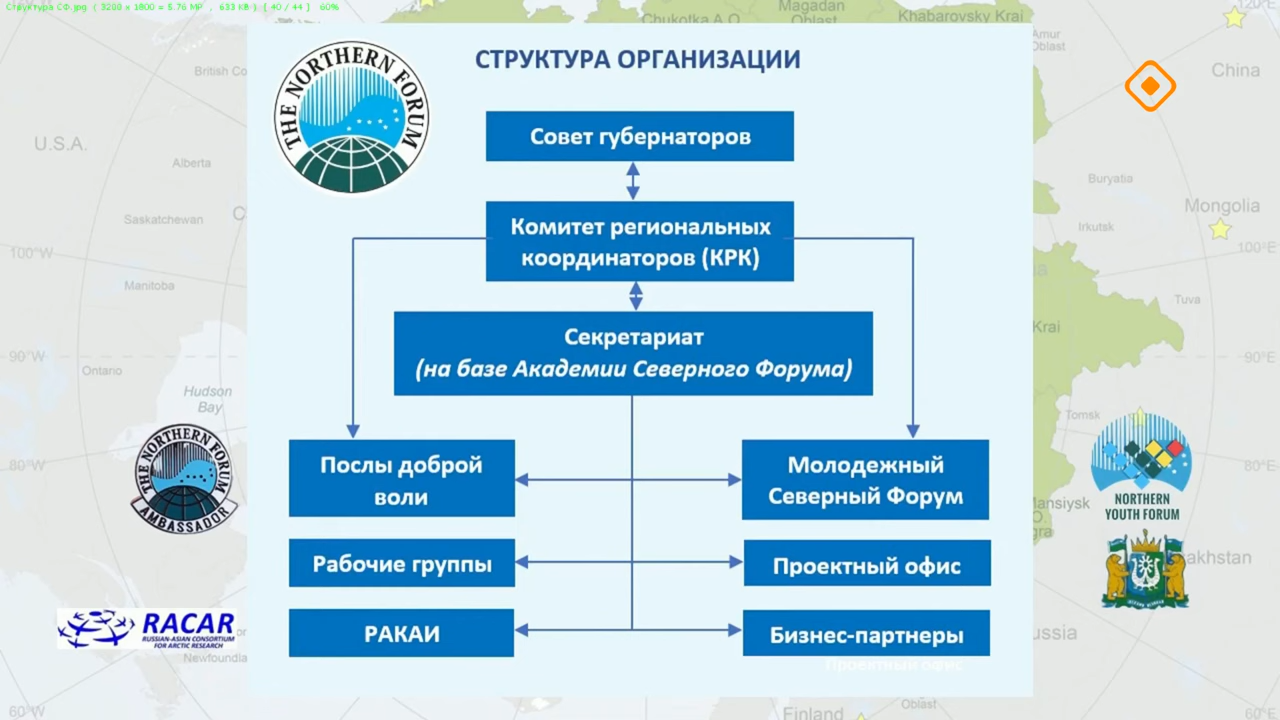 Структура СФ.jpg ( 3200 x 1800 = 5.76 MP , 633 KB ) [ 40 / 44 ] 60%
120°E
Magadan
Oblast
Chukotka A.O.
Khabarovsky Krai
Amur
Oblast
British Co
China
U.S.A.
Alberta
Buryatia
Saskatchewan
C
Mongolia
Irkutsk
100°W
100°E
Manitoba
Tuva
Krai
90°W
90°E
Ontario
Hudson
Bay
Tomsk
80°W
80°E
Mansiysk
O.
gra
akhstan
Newfoundla
ussia
60°W
Oblast
Finland
60°E
THE NORTHERN FORUM
СТРУКТУРА ОРГАНИЗАЦИИ
Совет губернаторов
Комитет региональных
координаторов (КРК)
Секретариат
(на базе Академии Северного Форума)
Послы доброй
воли
Молодежный
Северный Форум
Рабочие группы
Проектный офис
РАКАИ
Бизнес-партнеры
Проектный офис
THE NORTHERN FORUM
AMBASSADOR
NORTHERN
YOUTH FORUM
RACAR
RUSSIAN-ASIAN CONSORTIUM
FOR ARCTIC RESEARCH